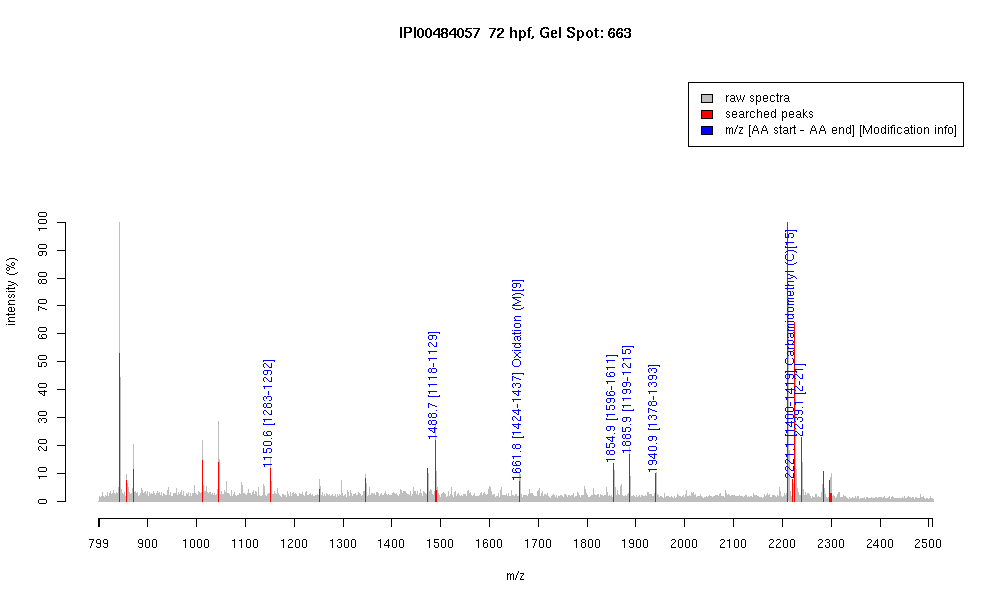 IPI00484057 72 hpf, Gel Spot: 663
raw spectra
searched peaks
m/z [AA start - AA end] [Modification info]
intensity (%)
100
90
80
70
60
50
40
30
20
10
0
1150.6 [1283-1292]
1488.7 [1118-1129]
1661.8 [1424-1437] Oxidation (M)[9]
1854.9 [1596-1611]
1885.9 [1199-1215]
1940.9 [1378-1393]
2221.1 [1400-1419] Carbamidomethyl (C)[15]
2239.1 [2-21]
799 900 1000 1100 1200 1300 1400 1500 1600 1700 1800 1900 2000 2100 2200 2300 2400 2500
m/z